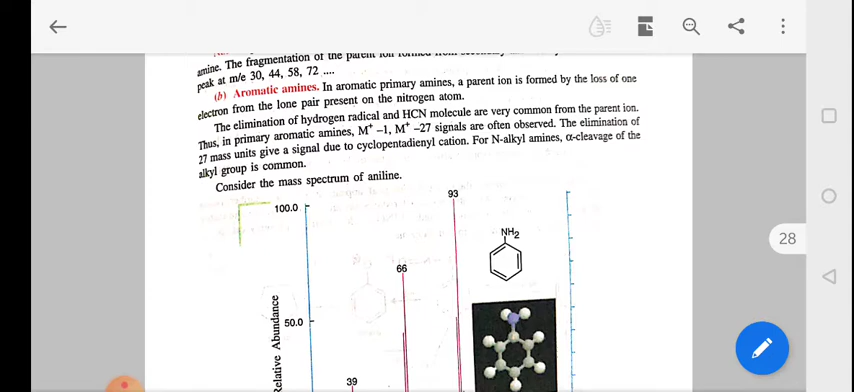 amine. The fragmentation of the parent ion formed from
peak at m/e 30, 44, 58, 72 ....
(b) Aromatic amines. In aromatic primary amines, a parent ion is formed by the loss of one
electron from the lone pair present on the nitrogen atom.
The elimination of hydrogen radical and HCN molecule are very common from the parent ion.
Thus, in primary aromatic amines, M⁺ –1, M⁺ –27 signals are often observed. The elimination of
27 mass units give a signal due to cyclopentadienyl cation. For N-alkyl amines, α-cleavage of the
alkyl group is common.
Consider the mass spectrum of aniline.
93
100.0
NH₂
28
66
50.0
Relative Abundance
39